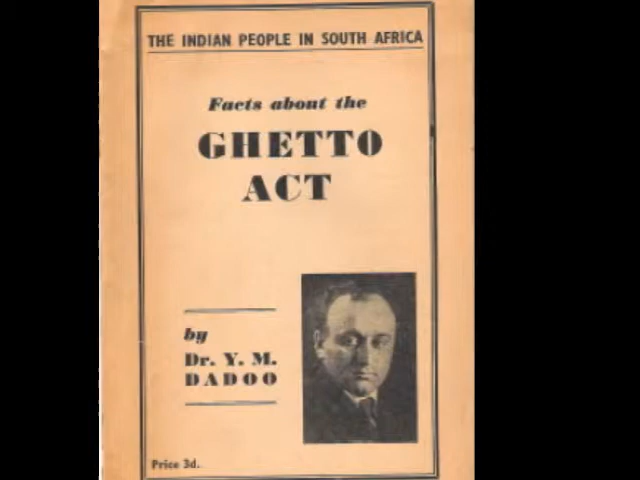 THE INDIAN PEOPLE IN SOUTH AFRICA
Facts about the
GHETTO
ACT
by
Dr. Y. M.
DADOO
Price 3d.